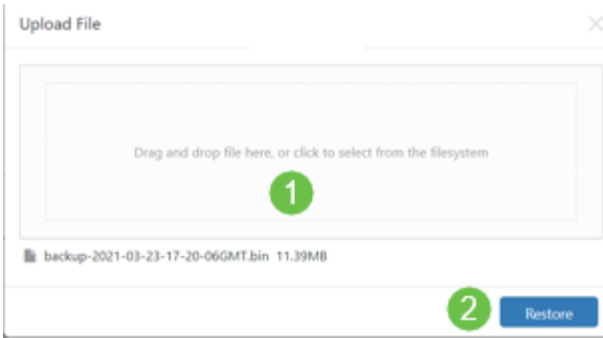 Upload File
Drag and drop file here, or click to select from the filesystem
1
backup-2021-03-23-17-20-06GMT.bin 11.39MB
2
Restore